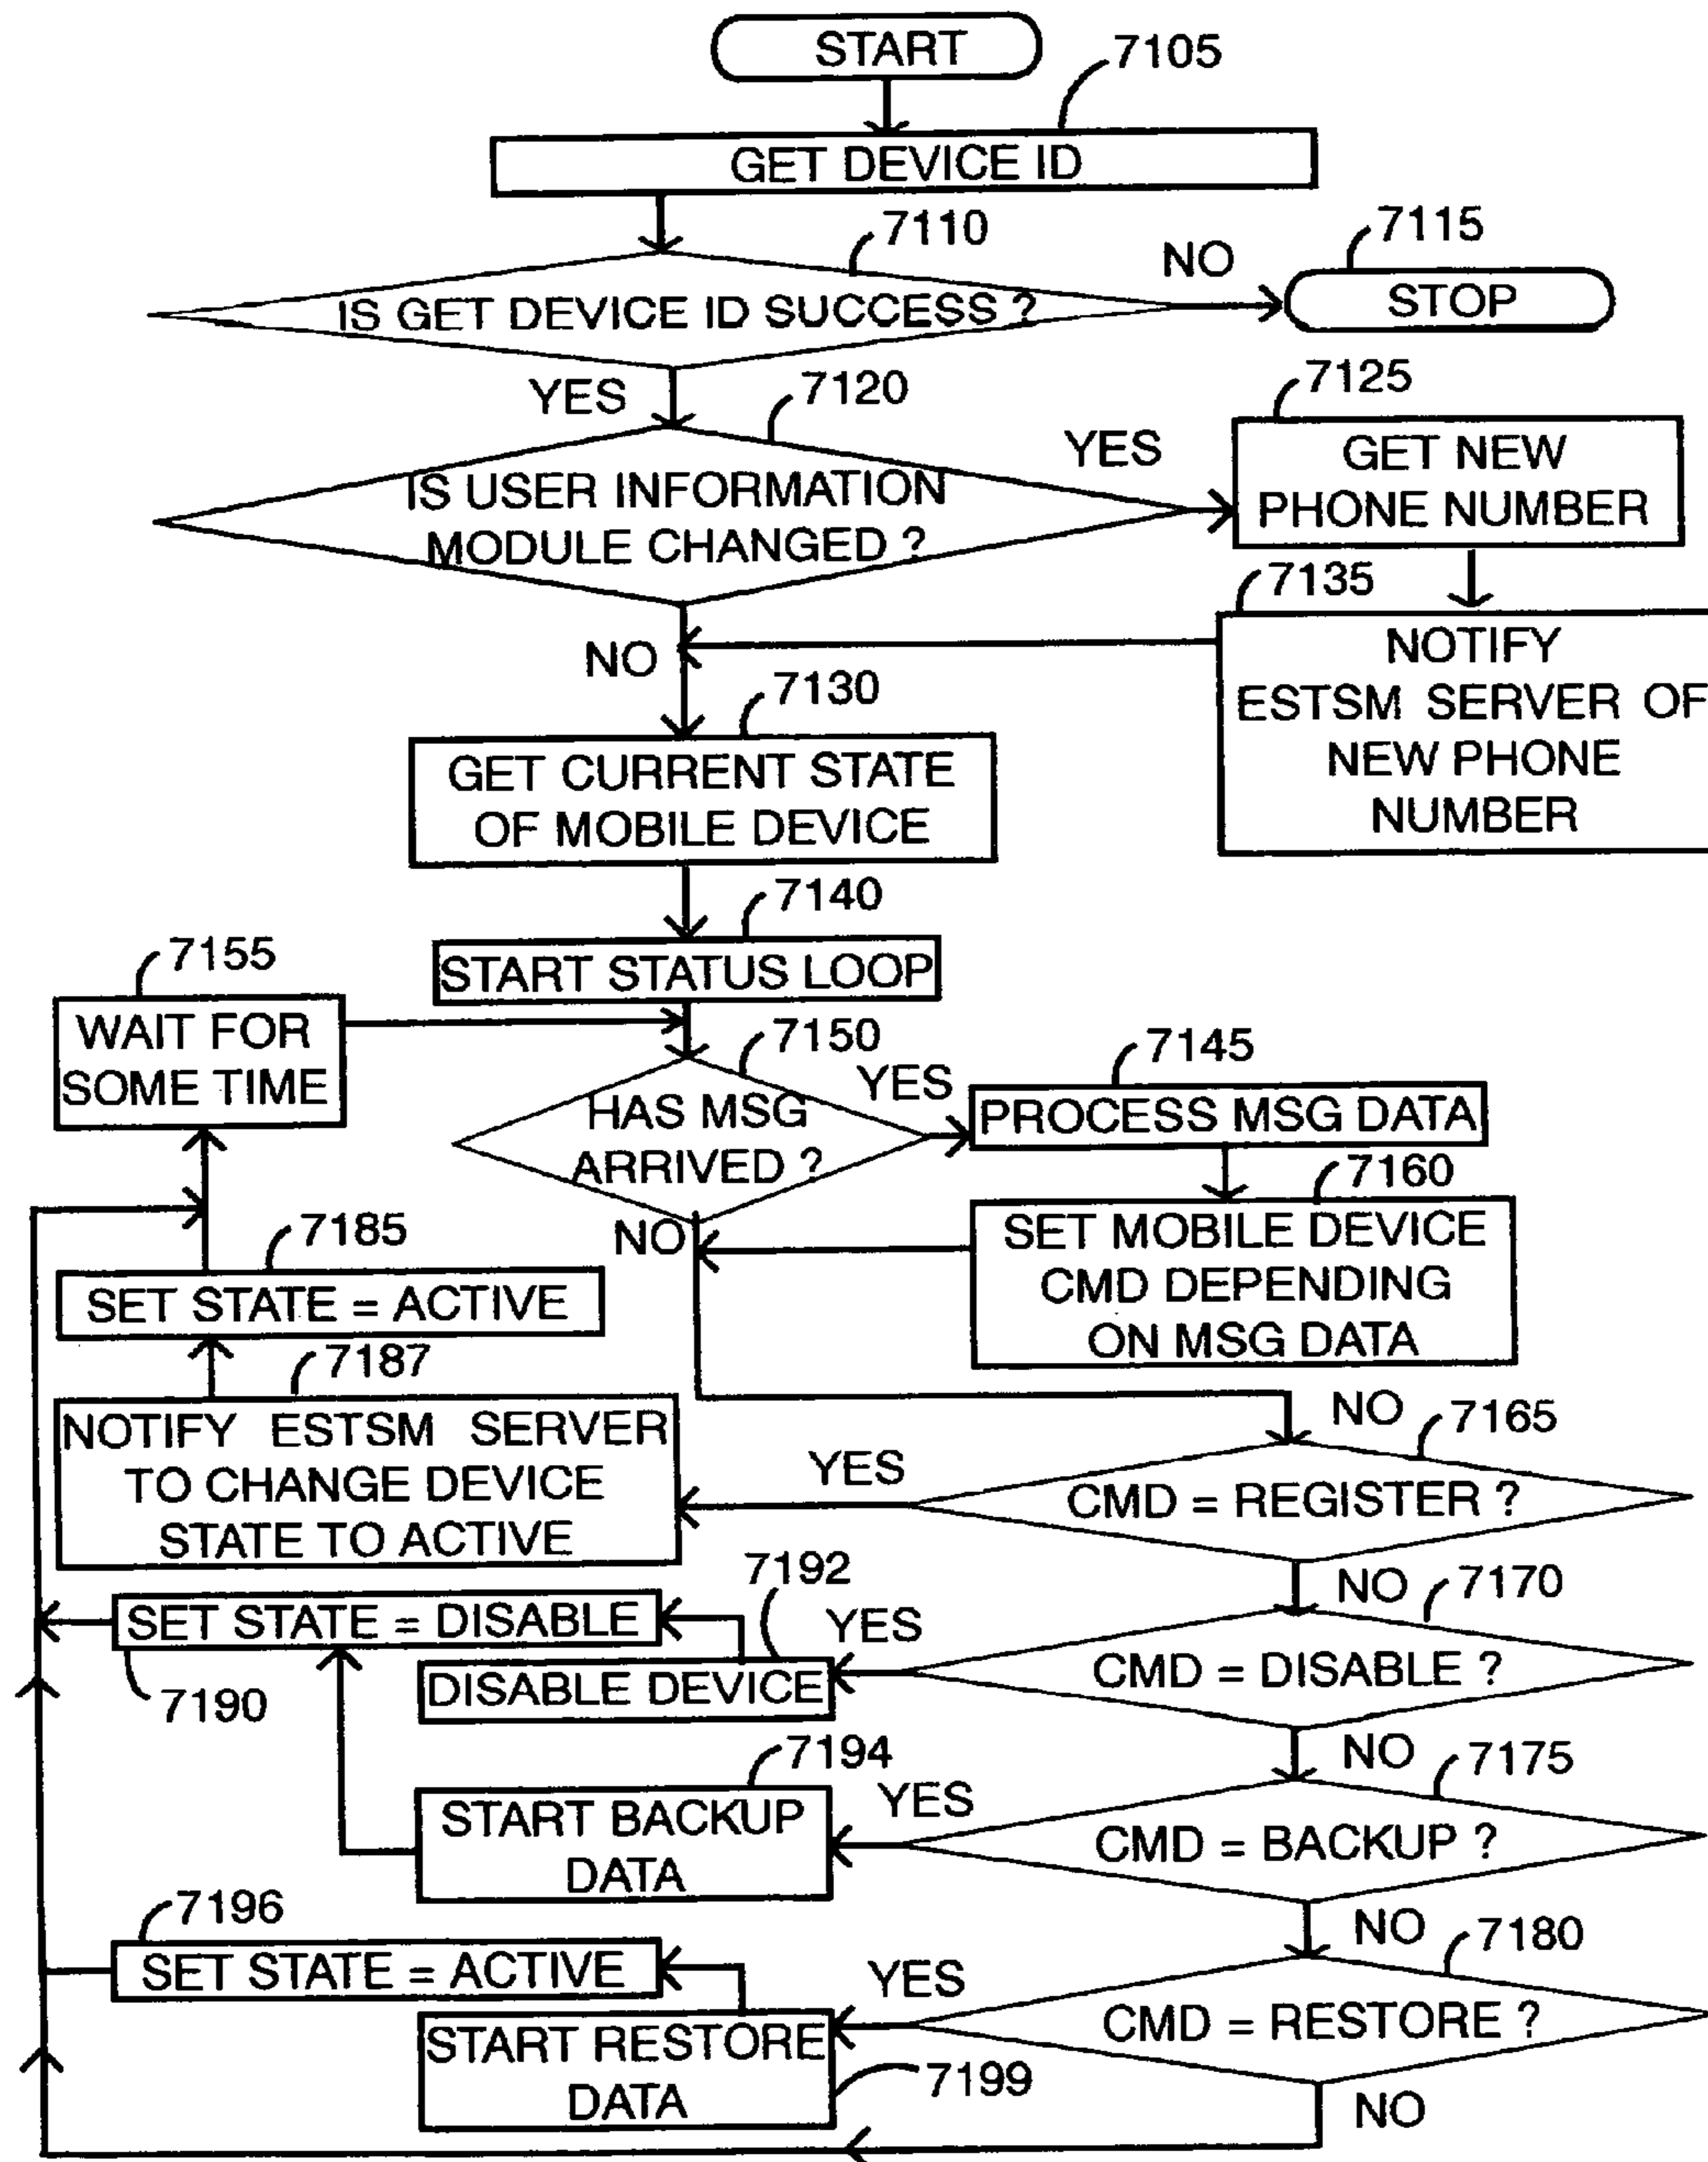 START
7105
GET DEVICE ID
7110
IS GET DEVICE ID SUCCESS ?
NO
7115
STOP
YES
7120
IS USER INFORMATION
MODULE CHANGED ?
YES
7125
GET NEW
PHONE NUMBER
7135
NOTIFY
ESTSM SERVER OF
NEW PHONE
NUMBER
NO
7130
GET CURRENT STATE
OF MOBILE DEVICE
7140
START STATUS LOOP
7155
WAIT FOR
SOME TIME
7150
HAS MSG
ARRIVED ?
YES
7145
PROCESS MSG DATA
7160
SET MOBILE DEVICE
CMD DEPENDING
ON MSG DATA
NO
7185
SET STATE = ACTIVE
7187
NOTIFY ESTSM SERVER
TO CHANGE DEVICE
STATE TO ACTIVE
NO
7165
CMD = REGISTER ?
YES
NO
7170
CMD = DISABLE ?
YES
7192
DISABLE DEVICE
SET STATE = DISABLE
7190
NO
7175
CMD = BACKUP ?
YES
7194
START BACKUP
DATA
NO
7180
CMD = RESTORE ?
YES
7196
SET STATE = ACTIVE
START RESTORE
DATA
7199
NO